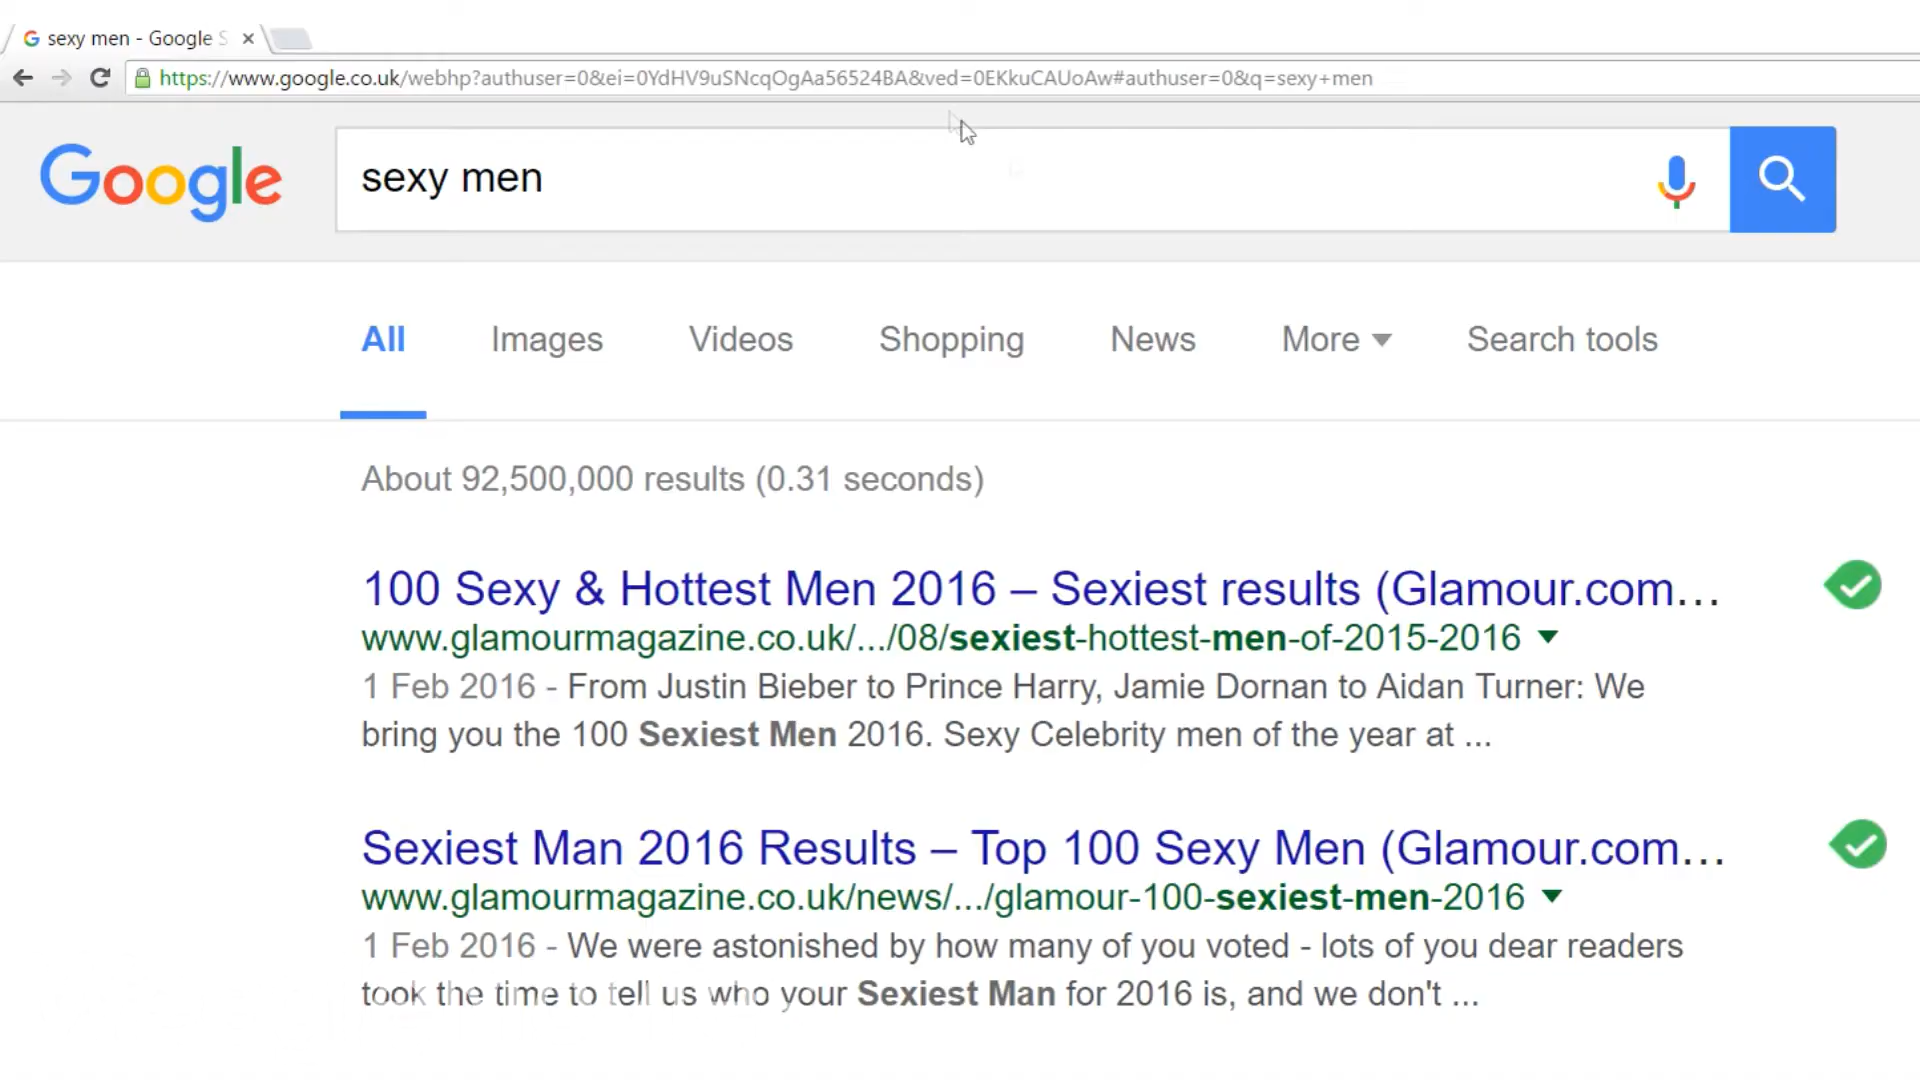 sexy men - Google S
https://www.google.co.uk/webhp?authuser=0&ei=0YdHV9uSNcqOgAa56524BA&ved=0EKkuCAUoAw#authuser=0&q=sexy+men
Google sexy men
All Images Videos Shopping News More Search tools
About 92,500,000 results (0.31 seconds)
100 Sexy & Hottest Men 2016 – Sexiest results (Glamour.com...
www.glamourmagazine.co.uk/.../08/sexiest-hottest-men-of-2015-2016
1 Feb 2016 - From Justin Bieber to Prince Harry, Jamie Dornan to Aidan Turner: We
bring you the 100 Sexiest Men 2016. Sexy Celebrity men of the year at ...
Sexiest Man 2016 Results – Top 100 Sexy Men (Glamour.com...
www.glamourmagazine.co.uk/news/.../glamour-100-sexiest-men-2016
1 Feb 2016 - We were astonished by how many of you voted - lots of you dear readers
took the time to tell us who your Sexiest Man for 2016 is, and we don't ...